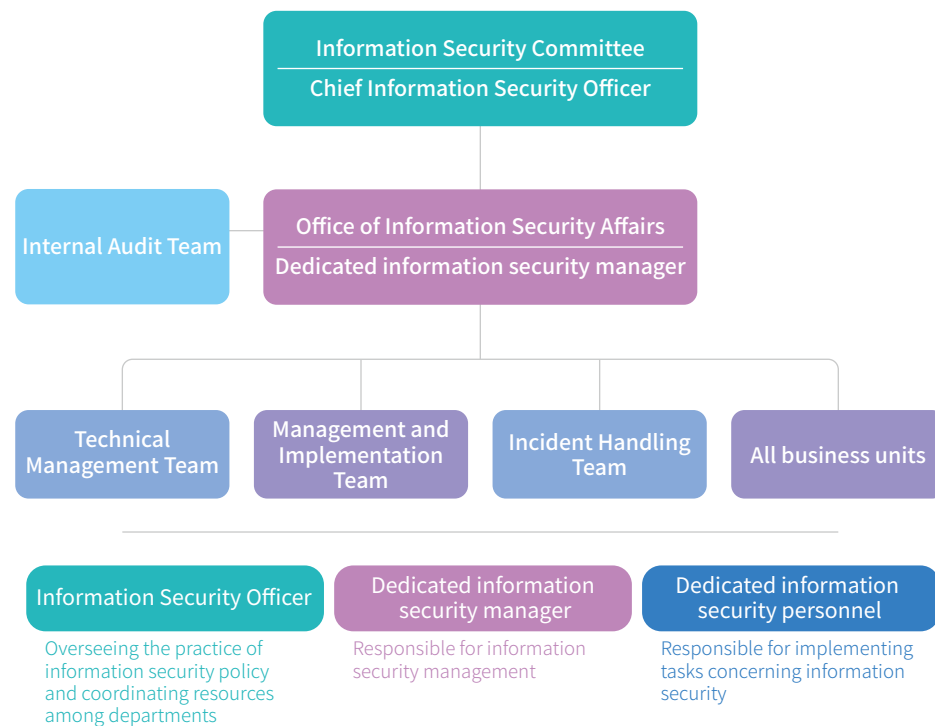 Information Security Committee
Chief Information Security Officer
Internal Audit Team
Office of Information Security Affairs
Dedicated information security manager
Technical
Management Team
Management and
Implementation
Team
Incident Handling
Team
All business units
Information Security Officer
Overseeing the practice of
information security policy
and coordinating resources
among departments
Dedicated information
security manager
Responsible for information
security management
Dedicated information
security personnel
Responsible for implementing
tasks concerning information
security